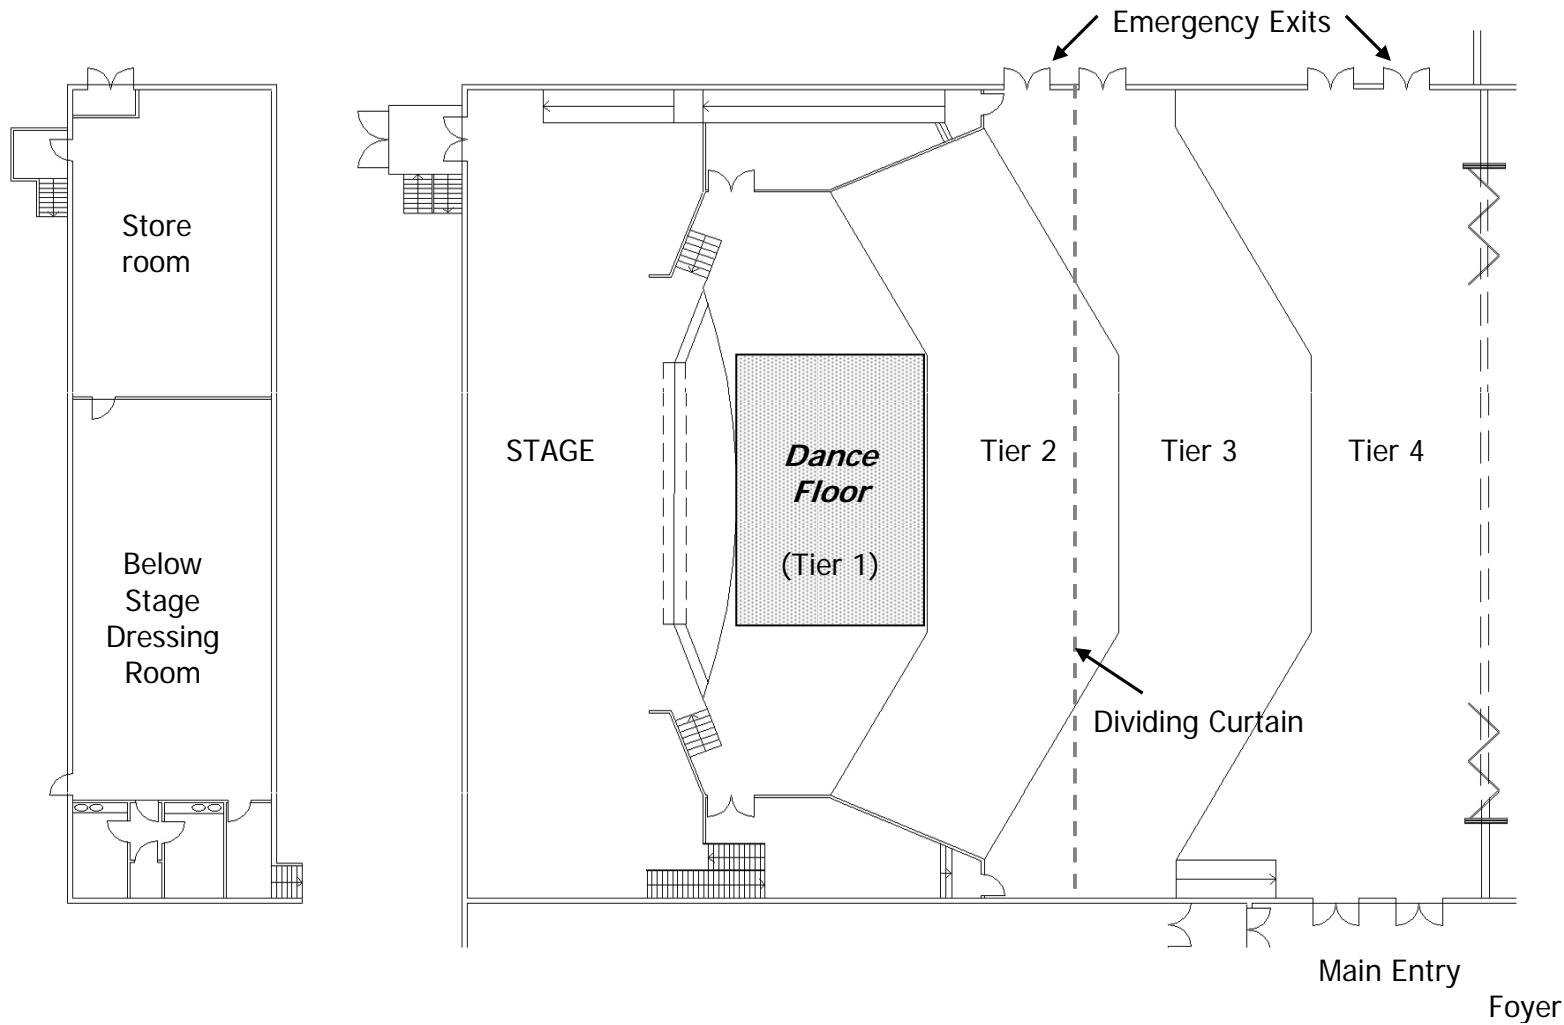 Emergency Exits
Store
room
STAGE
Dance
Floor
(Tier 1)
Tier 2
Tier 3
Tier 4
Below
Stage
Dressing
Room
Dividing Curtain
Main Entry
Foyer